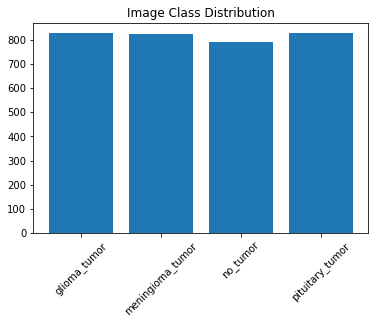 Image Class Distribution
800
700
600
500
400
300
200
100
0
glioma_tumor
meningioma_tumor
no_tumor
pituitary_tumor